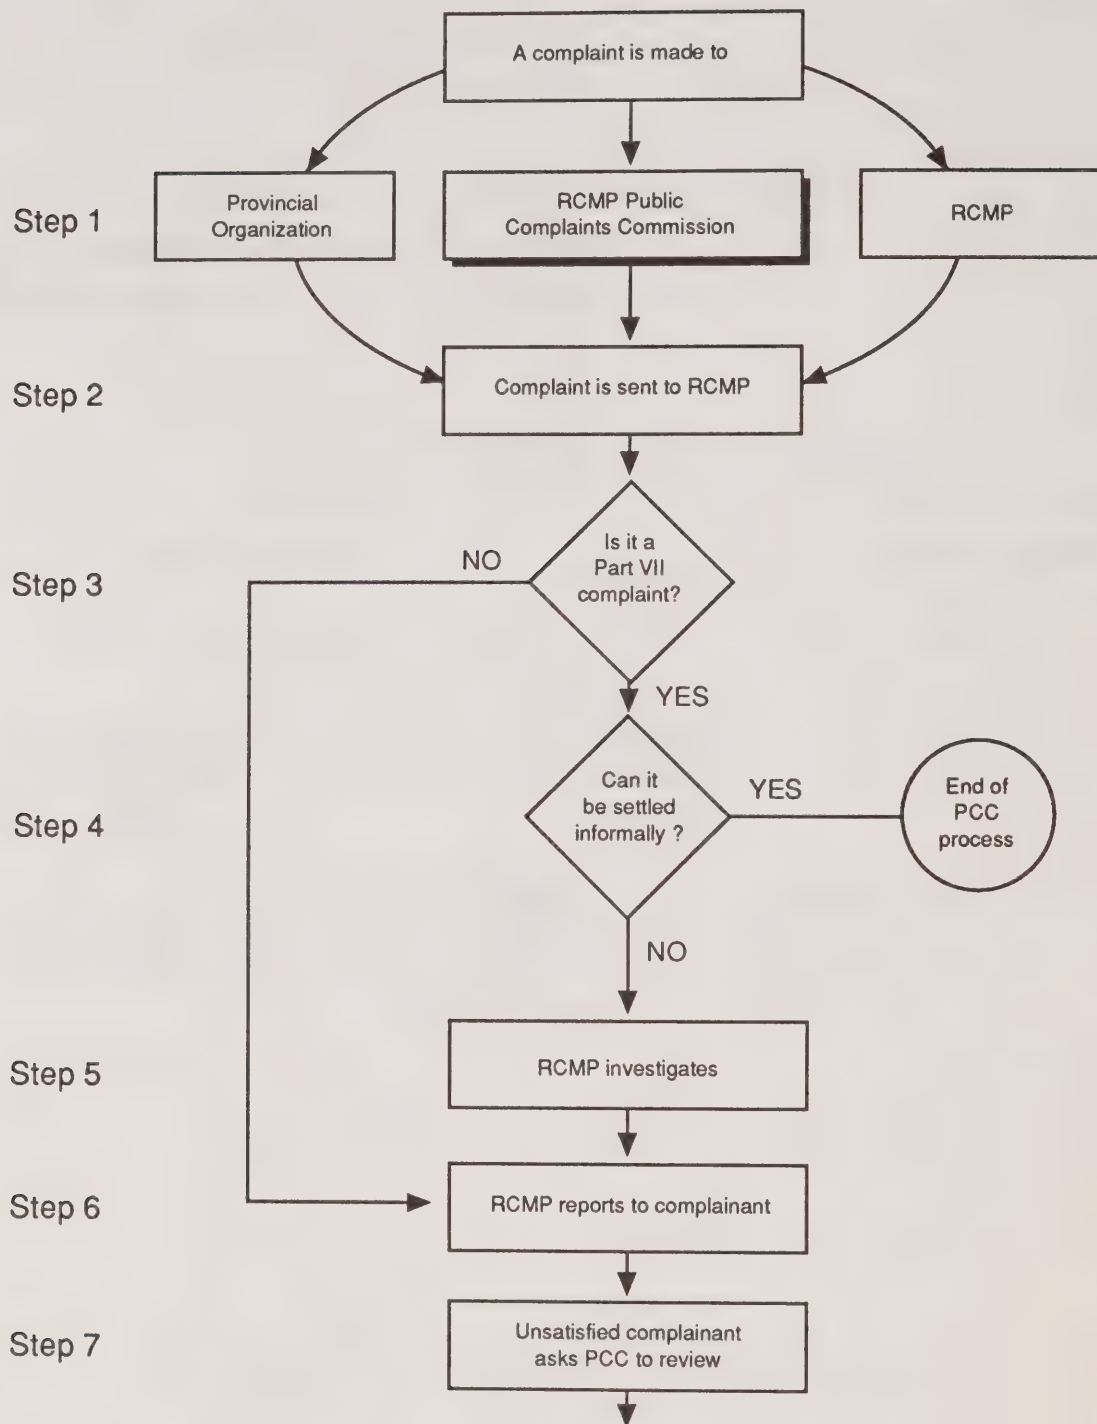 A complaint is made to
Step 1
Provincial
Organization
RCMP Public
Complaints Commission
RCMP
Step 2
Complaint is sent to RCMP
Step 3
NO
Is it a
Part VII
complaint?
YES
Step 4
Can it
be settled
informally ?
YES
End of
PCC
process
NO
Step 5
RCMP investigates
Step 6
RCMP reports to complainant
Step 7
Unsatisfied complainant
asks PCC to review